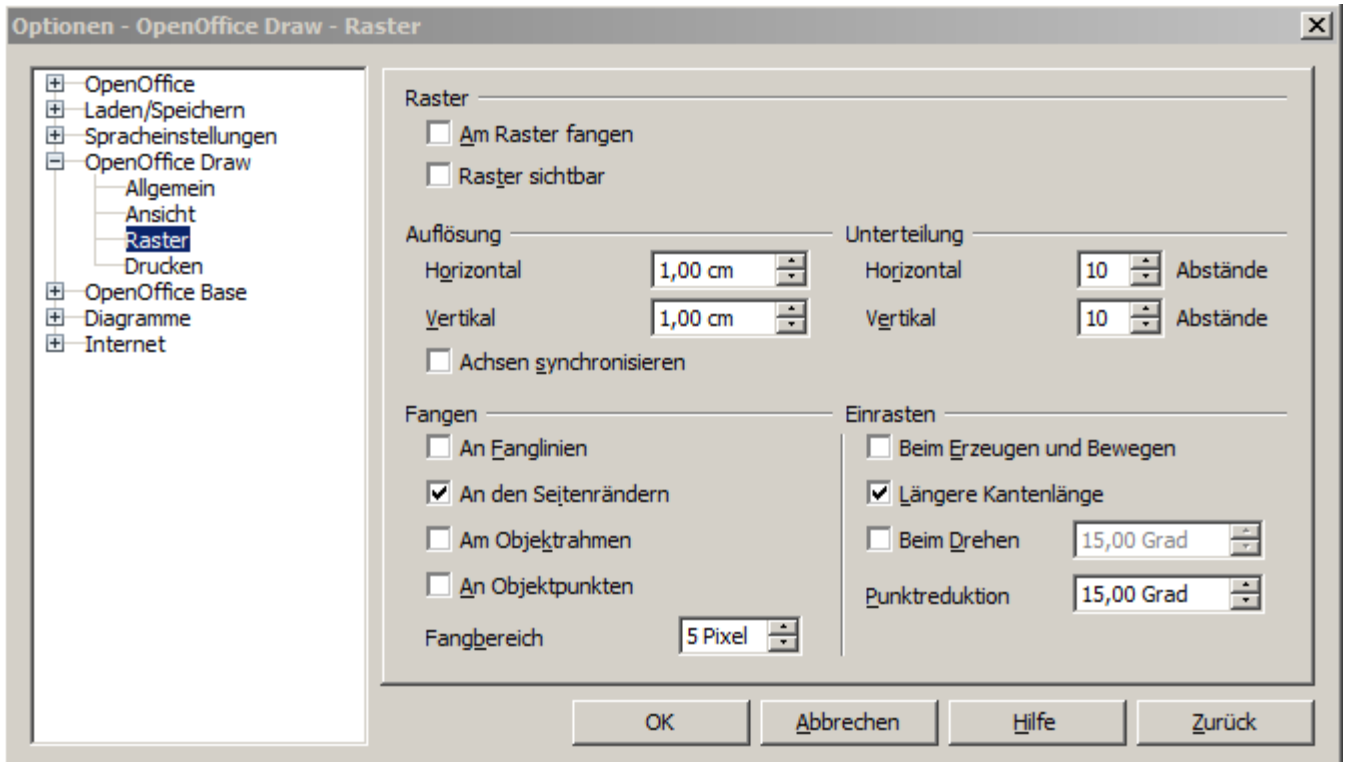 Optionen - OpenOffice Draw - Raster
OpenOffice
Laden/Speichern
Spracheinstellungen
OpenOffice Draw
Allgemein
Ansicht
Raster
Drucken
OpenOffice Base
Diagramme
Internet
Raster
Am Raster fangen
Raster sichtbar
Auflösung
Horizontal 1,00 cm
Vertikal 1,00 cm
Achsen synchronisieren
Unterteilung
Horizontal 10 Abstände
Vertikal 10 Abstände
Fangen
An Fanglinien
An den Seitenrändern
Am Objektrahmen
An Objektpunkten
Fangbereich 5 Pixel
Einrasten
Beim Erzeugen und Bewegen
Längere Kantenlänge
Beim Drehen 15,00 Grad
Punktreduktion 15,00 Grad
OK Abbrechen Hilfe Zurück